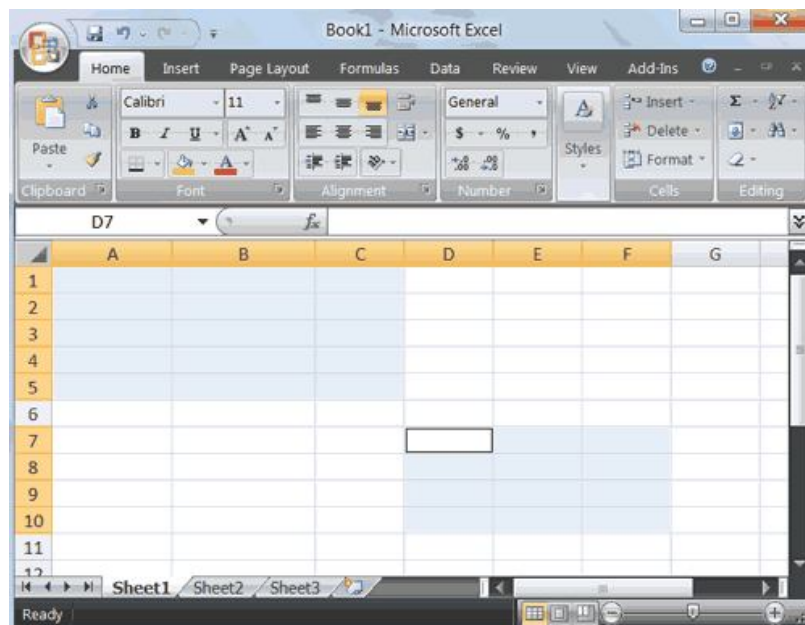 Book1 - Microsoft Excel
Home Insert Page Layout Formulas Data Review View Add-Ins
Calibri 11 General Insert
B I U A A $ % , Delete
Paste A Styles Format
Clipboard Font Alignment Number Cells Editing
D7 fx
A B C D E F G
1
2
3
4
5
6
7
8
9
10
11
12
Sheet1 Sheet2 Sheet3
Ready